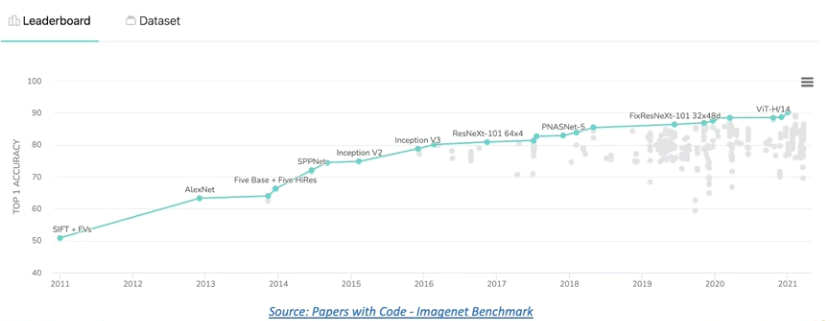 Leaderboard Dataset
100
90
80
70
60
50
40
TOP 1 ACCURACY
SIFT + FVs
AlexNet
Five Base + Five HiRes
SPPNet
Inception V2
Inception V3
ResNeXt-101 64x4
PNASNet-5
FixResNeXt-101 32x48d
ViT-H/14
2011 2012 2013 2014 2015 2016 2017 2018 2019 2020 2021
Source: Papers with Code - Imagenet Benchmark